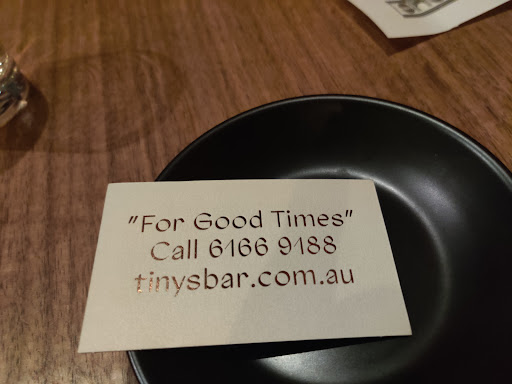 "For Good Times"
Call 6166 9188
tinysbar.com.au